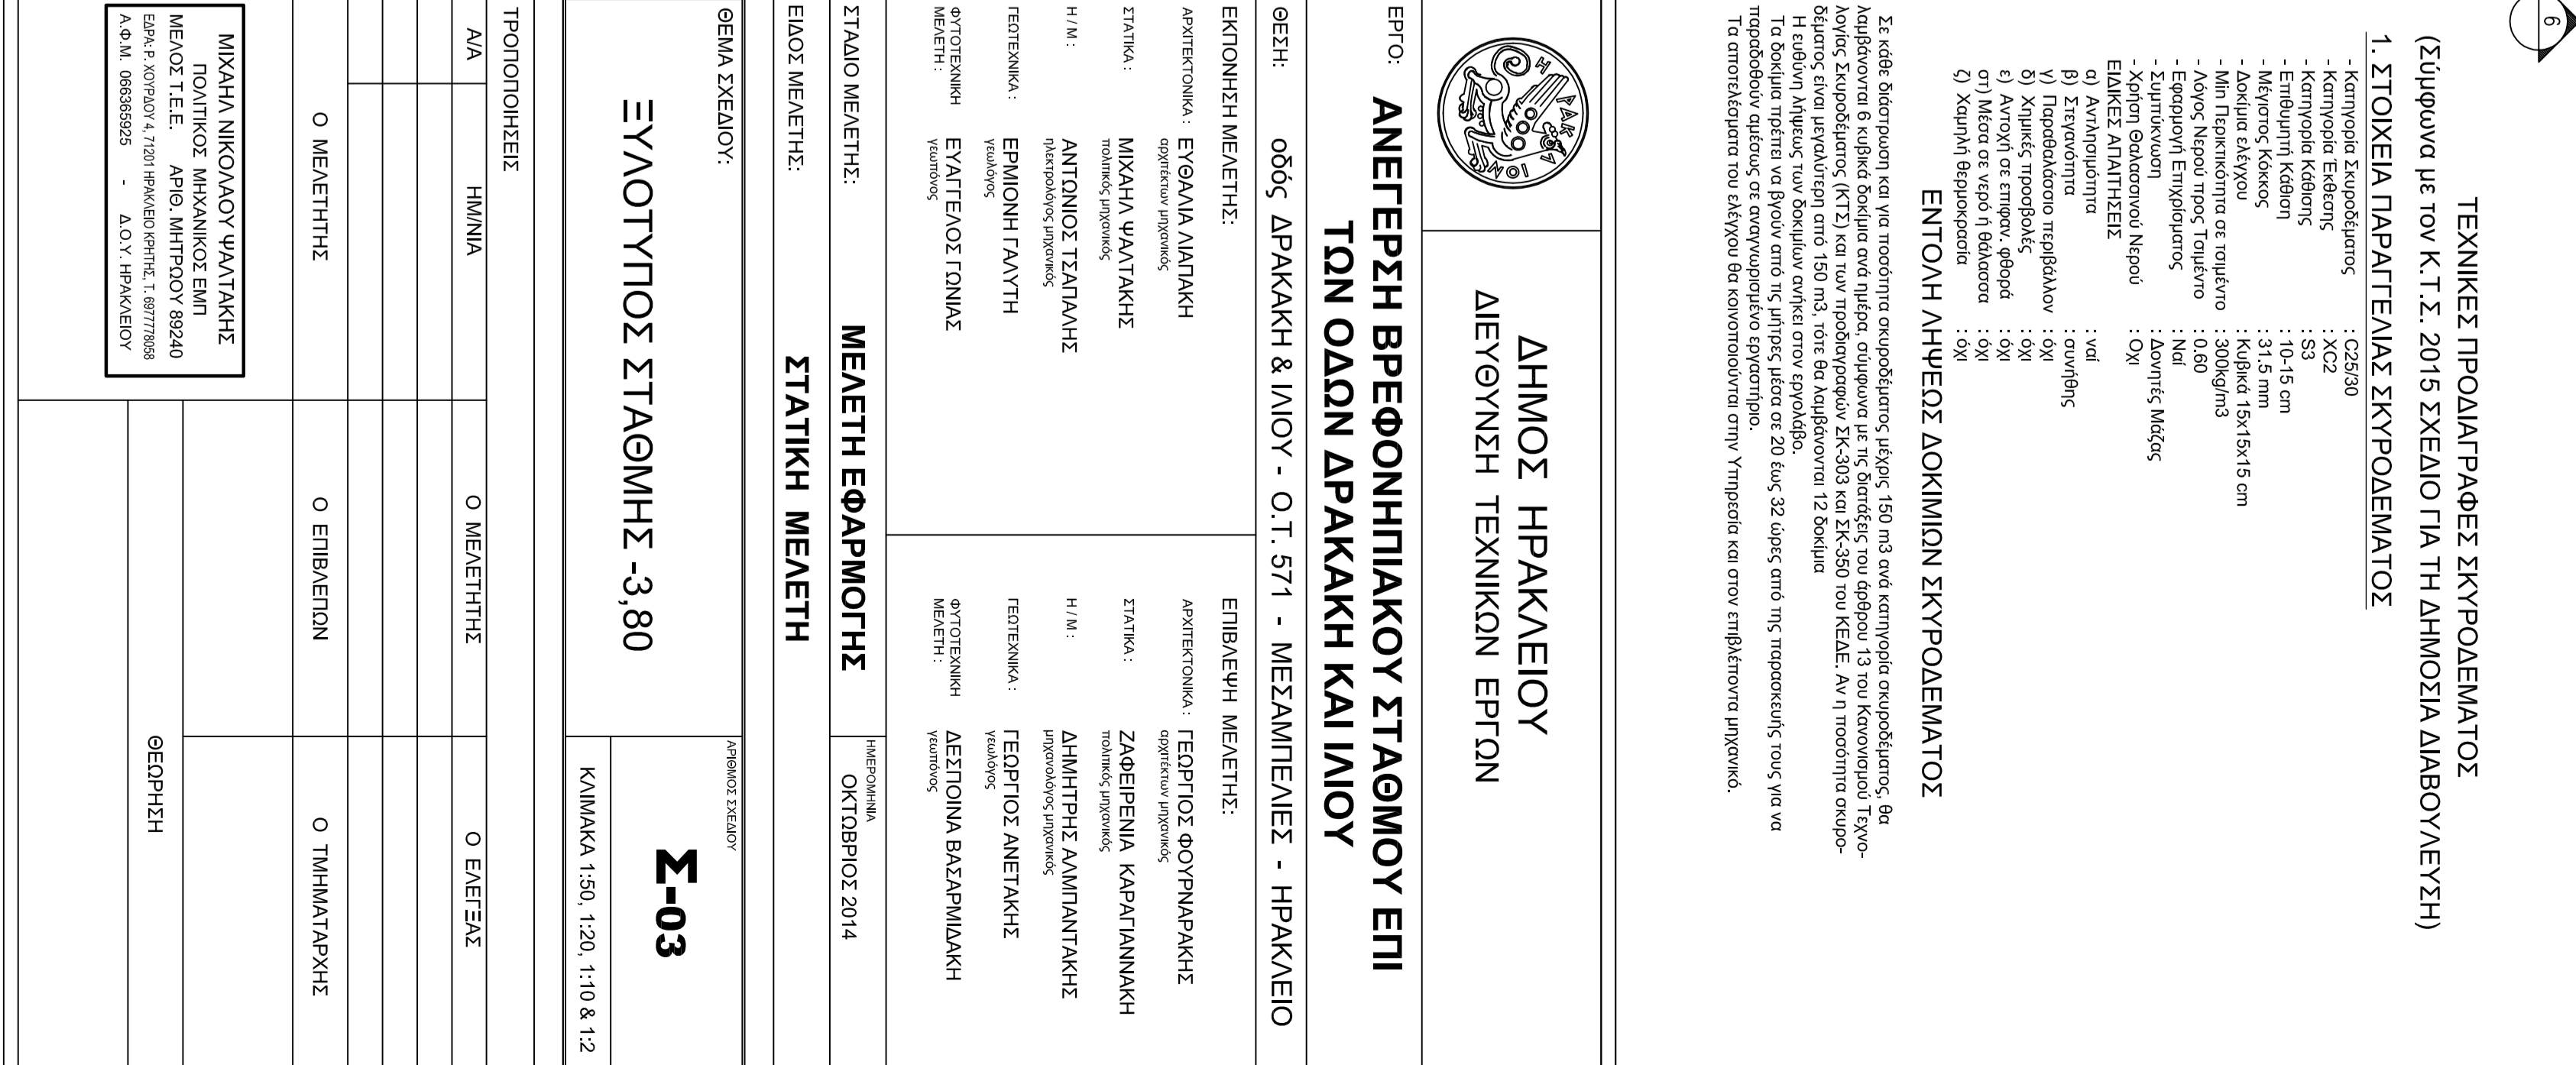 6
ΤΕΧΝΙΚΕΣ ΠΡΟΔΙΑΓΡΑΦΕΣ ΣΚΥΡΟΔΕΜΑΤΟΣ
(Σύμφωνα με τον Κ.Τ.Σ. 2015 ΣΧΕΔΙΟ ΓΙΑ ΤΗ ΔΗΜΟΣΙΑ ΔΙΑΒΟΥΛΕΥΣΗ)
1. ΣΤΟΙΧΕΙΑ ΠΑΡΑΓΓΕΛΙΑΣ ΣΚΥΡΟΔΕΜΑΤΟΣ
- Κατηγορία Σκυροδέματος : C25/30
- Κατηγορία Έκθεσης : XC2
- Κατηγορία Κάθισης : S3
- Επιθυμητή Κάθιση : 10-15 cm
- Μέγιστος Κόκκος : 31.5 mm
- Δοκίμια ελέγχου : Κυβικά 15x15x15 cm
- Min Περικτικότητα σε τσιμέντο : 300kg/m3
- Λόγος Νερού προς Τσιμέντο : 0.60
- Εφαρμογή Επιχρίσματος : Ναί
- Συμπύκνωση : Δονητές Μάζας
- Χρήση Θαλασσινού Νερού : Όχι
ΕΙΔΙΚΕΣ ΑΠΑΙΤΗΣΕΙΣ
α) Αντλησιμότητα : ναί
β) Στεγανότητα : συνήθης
γ) Παραθαλάσσιο περιβάλλον : όχι
δ) Χημικές προσβολές : όχι
ε) Αντοχή σε επιφαν. φθορά : όχι
στ) Μέσα σε νερό ή θάλασσα : όχι
ζ) Χαμηλή θερμοκρασία : όχι
ΕΝΤΟΛΗ ΛΗΨΕΩΣ ΔΟΚΙΜΙΩΝ ΣΚΥΡΟΔΕΜΑΤΟΣ
Σε κάθε διάστρωση και για ποσότητα σκυροδέματος μέχρις 150 m3 ανά κατηγορία σκυροδέματος, θα
λαμβάνονται 6 κυβικά δοκίμια ανά ημέρα, σύμφωνα με τις διατάξεις του άρθρου 13 του Κανονισμού Τεχνο-
λογίας Σκυροδέματος (ΚΤΣ) και των προδιαγραφών ΣΚ-303 και ΣΚ-350 του ΚΕΔΕ. Αν η ποσότητα σκυρο-
δέματος είναι μεγαλύτερη από 150 m3, τότε θα λαμβάνονται 12 δοκίμια
Η ευθύνη λήψεως των δοκιμίων ανήκει στον εργολάβο.
Τα δοκίμια πρέπει να βγούν από τις μήτρες μέσα σε 20 έως 32 ώρες από της παρασκευής τους για να
παραδοθούν αμέσως σε αναγνωρισμένο εργαστήριο.
Τα αποτελέσματα του ελέγχου θα κοινοποιούνται στην Υπηρεσία και στον επιβλέποντα μηχανικό.
ΔΗΜΟΣ ΗΡΑΚΛΕΙΟΥ
ΔΙΕΥΘΥΝΣΗ ΤΕΧΝΙΚΩΝ ΕΡΓΩΝ
ΕΡΓΟ: ΑΝΕΓΕΡΣΗ ΒΡΕΦΟΝΗΠΙΑΚΟΥ ΣΤΑΘΜΟΥ ΕΠΙ
ΤΩΝ ΟΔΩΝ ΔΡΑΚΑΚΗ ΚΑΙ ΙΛΙΟΥ
ΘΕΣΗ: οδός ΔΡΑΚΑΚΗ & ΙΛΙΟΥ - Ο.Τ. 571 - ΜΕΣΑΜΠΕΛΙΕΣ - ΗΡΑΚΛΕΙΟ
ΕΚΠΟΝΗΣΗ ΜΕΛΕΤΗΣ:
ΑΡΧΙΤΕΚΤΟΝΙΚΑ : ΕΥΘΑΛΙΑ ΛΙΑΠΑΚΗ
αρχιτέκτων μηχανικός
ΣΤΑΤΙΚΑ : ΜΙΧΑΗΛ ΨΑΛΤΑΚΗΣ
πολιτικός μηχανικός
Η / Μ : ΑΝΤΩΝΙΟΣ ΤΣΑΠΑΛΗΣ
ηλεκτρολόγος μηχανικός
ΓΕΩΤΕΧΝΙΚΑ : ΕΡΜΙΟΝΗ ΓΑΛΥΤΗ
γεωλόγος
ΦΥΤΟΤΕΧΝΙΚΗ
ΜΕΛΕΤΗ : ΕΥΑΓΓΕΛΟΣ ΓΩΝΙΑΣ
γεωπόνος
ΕΠΙΒΛΕΨΗ ΜΕΛΕΤΗΣ:
ΑΡΧΙΤΕΚΤΟΝΙΚΑ : ΓΕΩΡΓΙΟΣ ΦΟΥΡΝΑΡΑΚΗΣ
αρχιτέκτων μηχανικός
ΣΤΑΤΙΚΑ : ΖΑΦΕΙΡΕΝΙΑ ΚΑΡΑΓΙΑΝΝΑΚΗ
πολιτικός μηχανικός
Η / Μ : ΔΗΜΗΤΡΗΣ ΑΛΜΠΑΝΤΑΚΗΣ
μηχανολόγος μηχανικός
ΓΕΩΤΕΧΝΙΚΑ : ΓΕΩΡΓΙΟΣ ΑΝΕΤΑΚΗΣ
γεωλόγος
ΦΥΤΟΤΕΧΝΙΚΗ
ΜΕΛΕΤΗ : ΔΕΣΠΟΙΝΑ ΒΑΣΑΡΜΙΔΑΚΗ
γεωπόνος
ΣΤΑΔΙΟ ΜΕΛΕΤΗΣ: ΜΕΛΕΤΗ ΕΦΑΡΜΟΓΗΣ
ΗΜΕΡΟΜΗΝΙΑ
ΟΚΤΩΒΡΙΟΣ 2014
ΕΙΔΟΣ ΜΕΛΕΤΗΣ: ΣΤΑΤΙΚΗ ΜΕΛΕΤΗ
ΘΕΜΑ ΣΧΕΔΙΟΥ:
ΞΥΛΟΤΥΠΟΣ ΣΤΑΘΜΗΣ -3,80
ΑΡΙΘΜΟΣ ΣΧΕΔΙΟΥ
Σ-03
ΚΛΙΜΑΚΑ 1:50, 1:20, 1:10 & 1:2
ΤΡΟΠΟΠΟΙΗΣΕΙΣ
Α/Α ΗΜ/ΝΙΑ Ο ΜΕΛΕΤΗΤΗΣ Ο ΕΛΕΓΞΑΣ
Ο ΜΕΛΕΤΗΤΗΣ Ο ΕΠΙΒΛΕΠΩΝ Ο ΤΜΗΜΑΤΑΡΧΗΣ
ΜΙΧΑΗΛ ΝΙΚΟΛΑΟΥ ΨΑΛΤΑΚΗΣ
ΠΟΛΙΤΙΚΟΣ ΜΗΧΑΝΙΚΟΣ ΕΜΠ
ΜΕΛΟΣ Τ.Ε.Ε. ΑΡΙΘ. ΜΗΤΡΩΟΥ 89240
ΕΔΡΑ: Ρ. ΧΟΥΡΔΟΥ 4, 71201 ΗΡΑΚΛΕΙΟ ΚΡΗΤΗΣ, Τ. 6977778058
Α.Φ.Μ. 066365925 - Δ.Ο.Υ. ΗΡΑΚΛΕΙΟΥ
ΘΕΩΡΗΣΗ